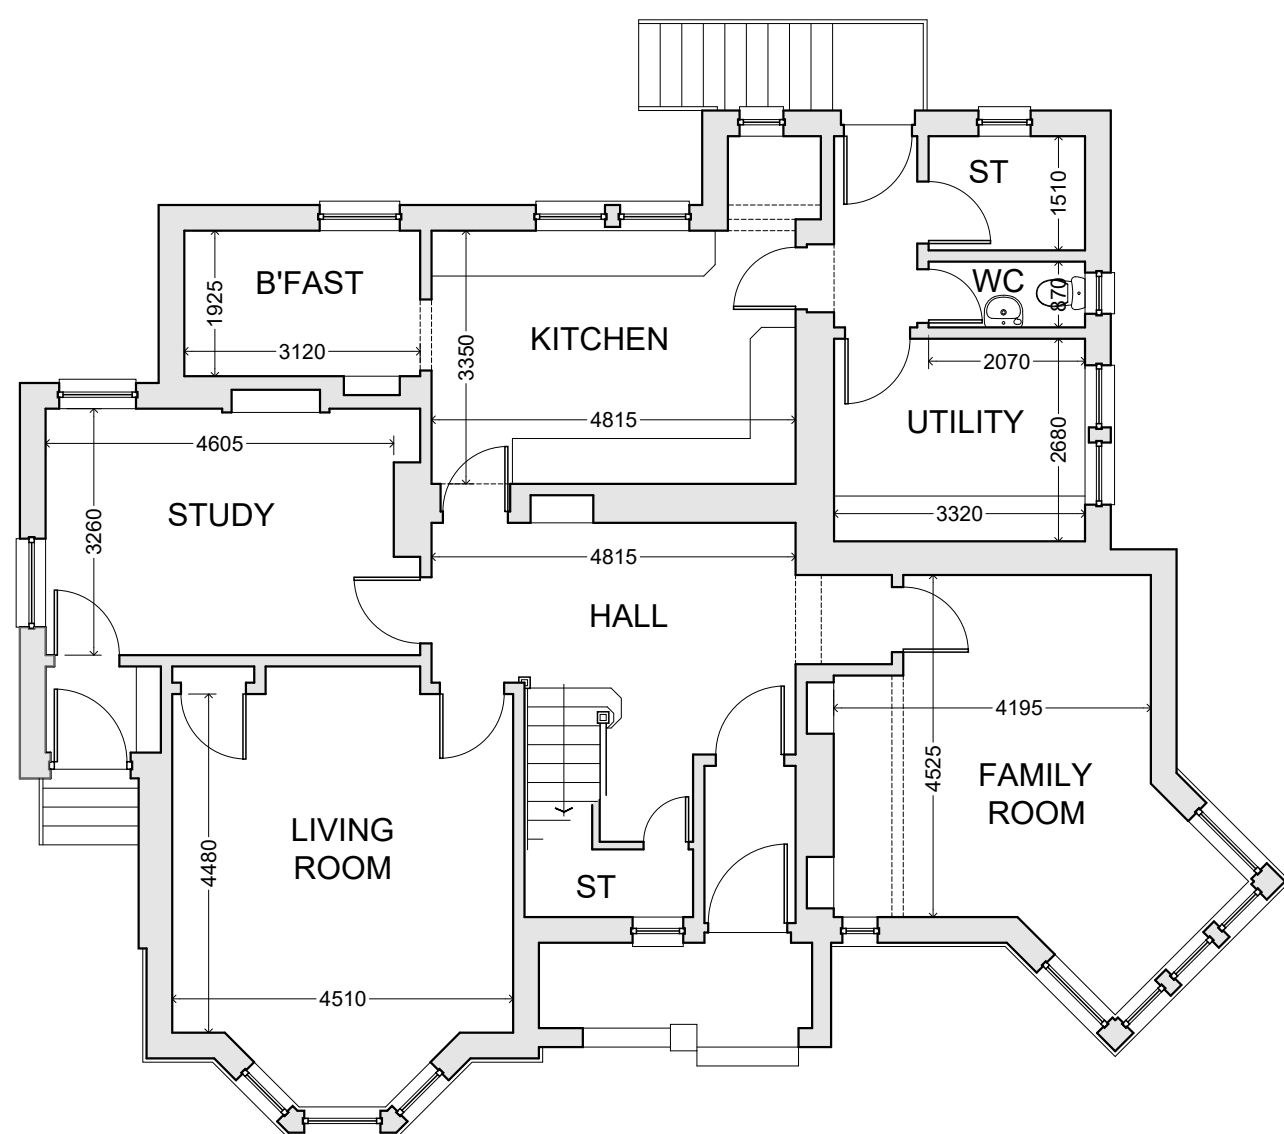 ST
1510
WC
870
B'FAST
1925
3120
KITCHEN
3350
4815
2070
UTILITY
2680
3320
4605
STUDY
3260
4815
HALL
4195
4525
FAMILY
ROOM
LIVING
ROOM
4480
4510
ST